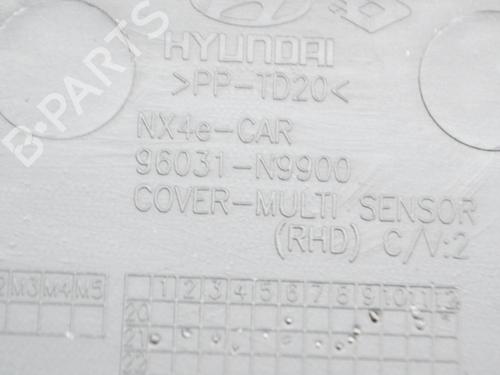 HYUNDAI
>PP-TD20<
NX4e-CAR
96031-N9900
COVER-MULTI SENSOR
(RHD) C/V:2
2 M3 M4 M5
1 2 3 4 5 6 7 8 9 10 11 12
20
21
22
B-PARTS